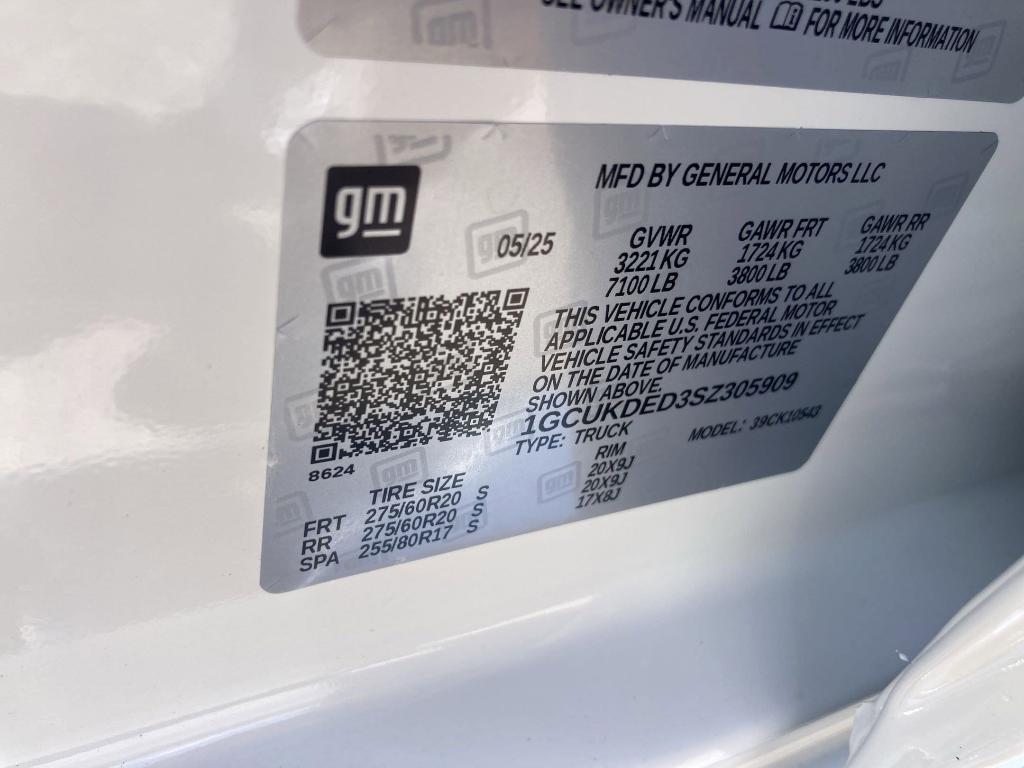 SEE OWNER'S MANUAL FOR MORE INFORMATION
gm
MFD BY GENERAL MOTORS LLC
05/25
GVWR GAWR FRT GAWR RR
3221 KG 1724 KG 1724 KG
7100 LB 3800 LB 3800 LB
THIS VEHICLE CONFORMS TO ALL
APPLICABLE U.S. FEDERAL MOTOR
VEHICLE SAFETY STANDARDS IN EFFECT
ON THE DATE OF MANUFACTURE
SHOWN ABOVE.
1GCUKDED3SZ305909
TYPE: TRUCK MODEL: 39CK10543
8624
TIRE SIZE RIM
FRT 275/60R20 S 20X9J
RR 275/60R20 S 20X9J
SPA 255/80R17 S 17X8J